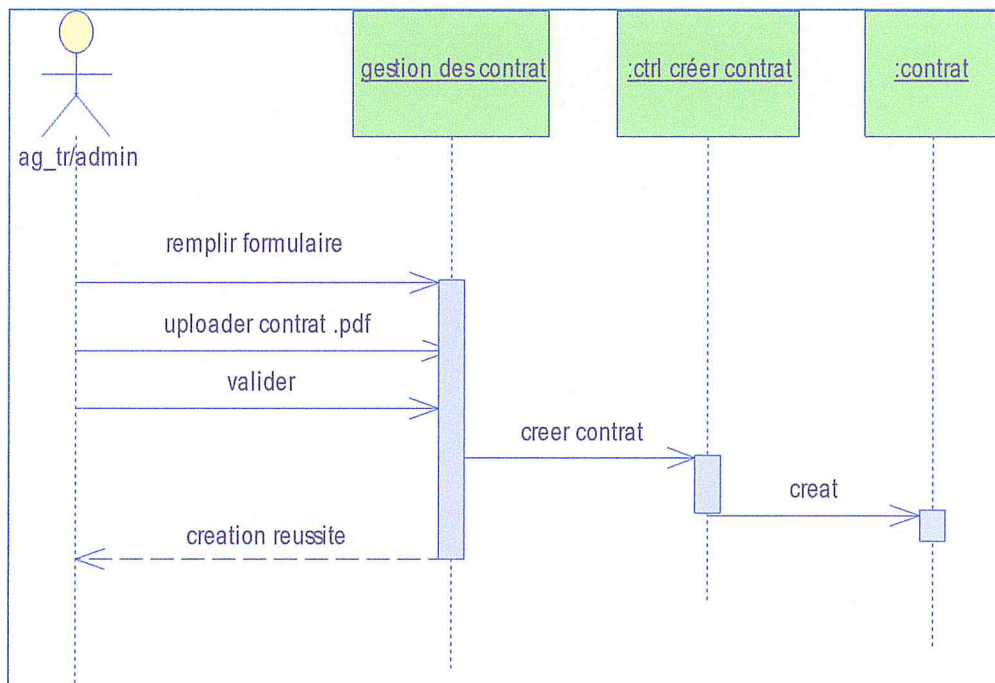 gestion des contrat
:ctrl créer contrat
:contrat
ag_tr/admin
remplir formulaire
uploader contrat .pdf
valider
creer contrat
creat
creation reussite